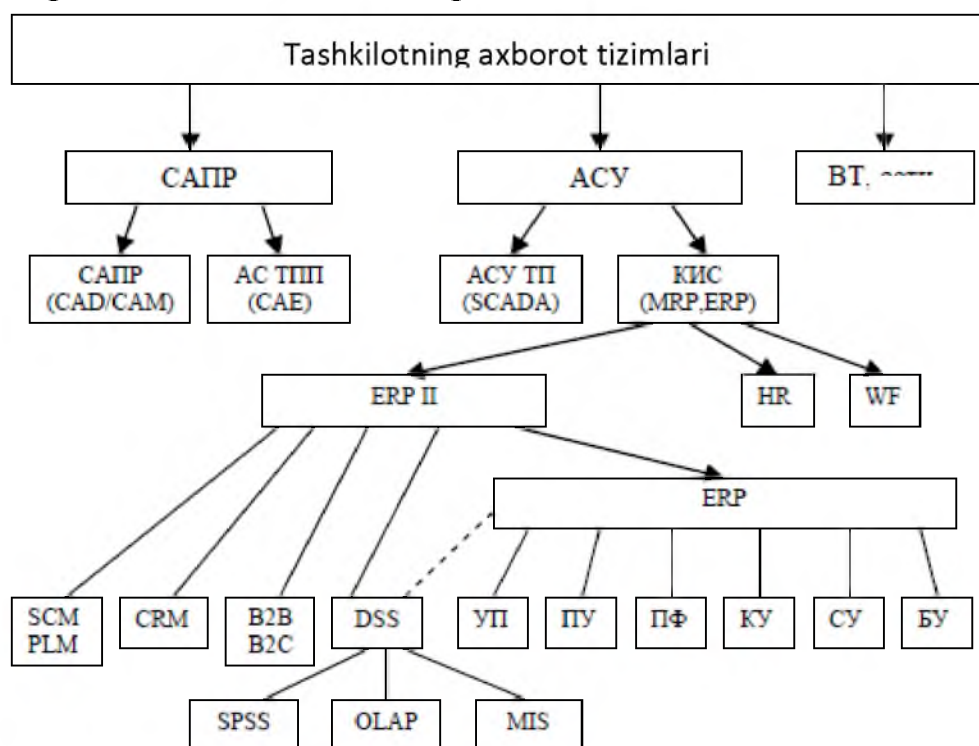 Tashkilotning axborot tizimlari
САПР
АСУ
ВТ,
САПР
(CAD/CAM)
АС ТПП
(CAE)
АСУ ТП
(SCADA)
КИС
(MRP,ERP)
ERP II
HR
WF
ERP
SCM
PLM
CRM
B2B
B2C
DSS
УП
ПУ
ПФ
КУ
СУ
БУ
SPSS
OLAP
MIS